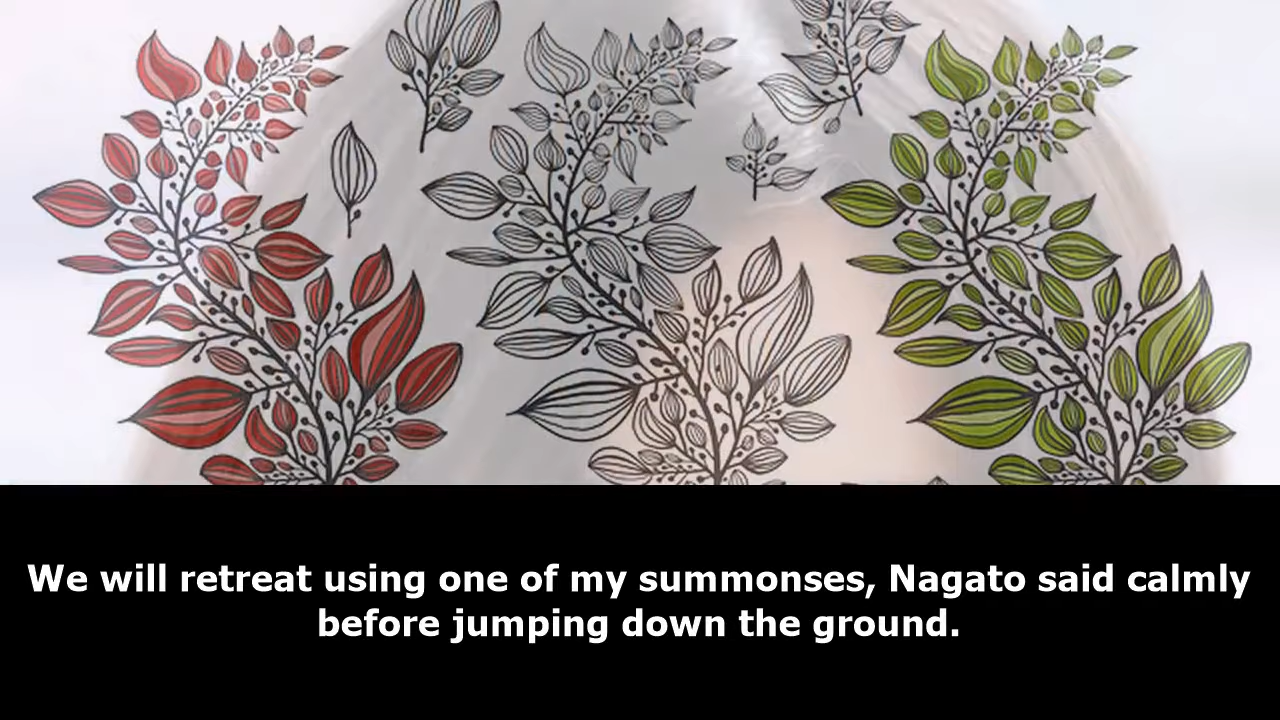 We will retreat using one of my summonses, Nagato said calmly
before jumping down the ground.